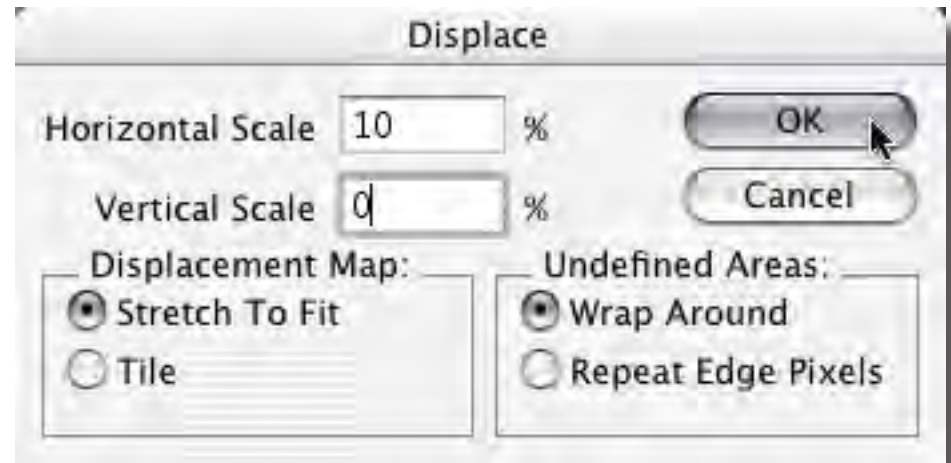 Displace
Horizontal Scale 10 % OK
Vertical Scale 0 % Cancel
Displacement Map: Undefined Areas:
Stretch To Fit Wrap Around
Tile Repeat Edge Pixels